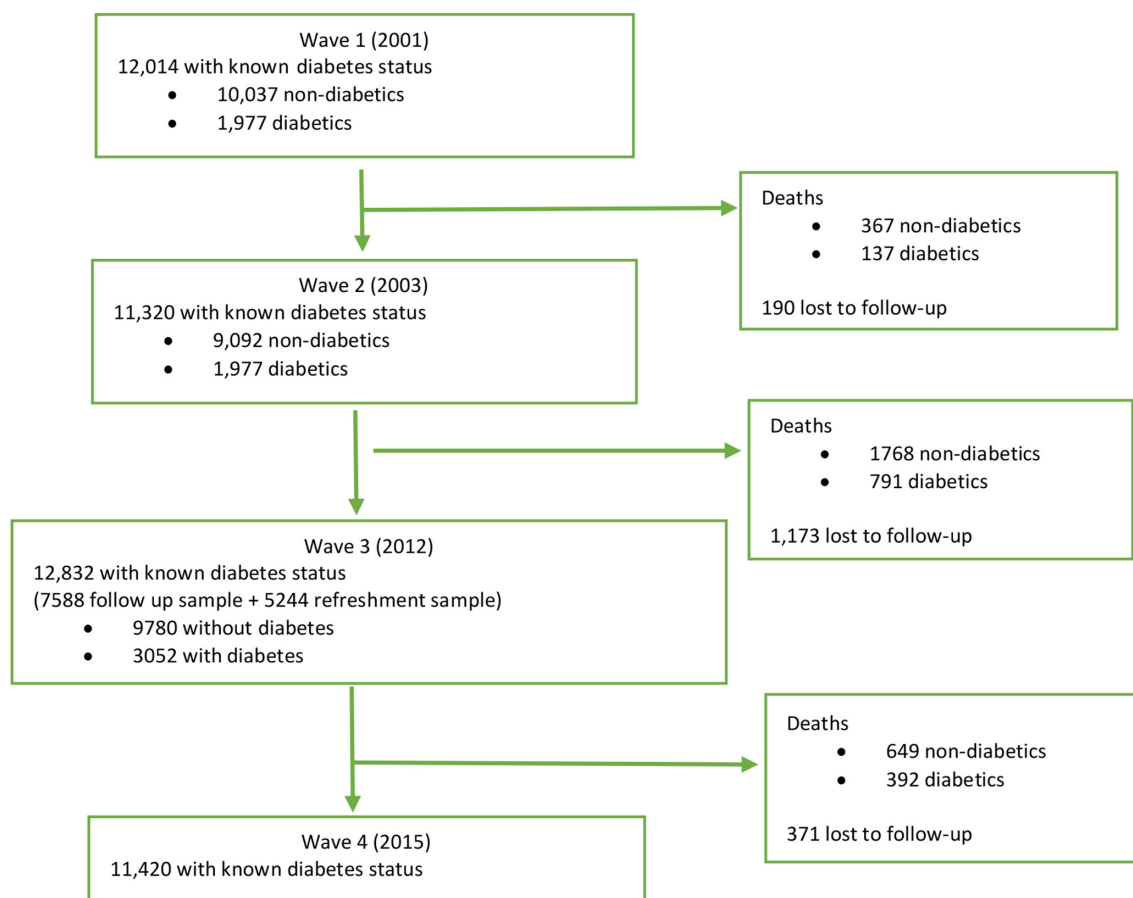 Wave 1 (2001)
12,014 with known diabetes status
• 10,037 non-diabetics
• 1,977 diabetics
Deaths
• 367 non-diabetics
• 137 diabetics
190 lost to follow-up
Wave 2 (2003)
11,320 with known diabetes status
• 9,092 non-diabetics
• 1,977 diabetics
Deaths
• 1768 non-diabetics
• 791 diabetics
1,173 lost to follow-up
Wave 3 (2012)
12,832 with known diabetes status
(7588 follow up sample + 5244 refreshment sample)
• 9780 without diabetes
• 3052 with diabetes
Deaths
• 649 non-diabetics
• 392 diabetics
371 lost to follow-up
Wave 4 (2015)
11,420 with known diabetes status